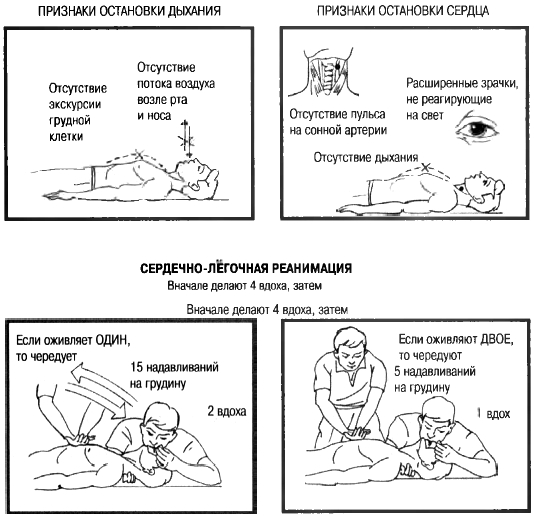 ПРИЗНАКИ ОСТАНОВКИ ДЫХАНИЯ
Отсутствие
экскурсии
грудной
клетки
Отсутствие
потока воздуха
возле рта
и носа
ПРИЗНАКИ ОСТАНОВКИ СЕРДЦА
Отсутствие пульса
на сонной артерии
Расширенные зрачки,
не реагирующие
на свет
Отсутствие дыхания
СЕРДЕЧНО-ЛЁГОЧНАЯ РЕАНИМАЦИЯ
Вначале делают 4 вдоха, затем
Вначале делают 4 вдоха, затем
Если оживляет ОДИН,
то чередует
15 надавливаний
на грудину
2 вдоха
Если оживляют ДВОЕ,
то чередуют
5 надавливаний
на грудину
1 вдох